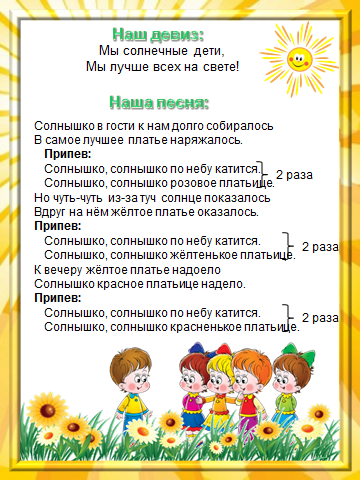 Наш девиз:
Мы солнечные дети,
Мы лучше всех на свете!
Наша песня:
Солнышко в гости к нам долго собиралось
В самое лучшее платье наряжалось.
Припев:
Солнышко, солнышко по небу катится.
Солнышко, солнышко розовое платьице.
2 раза
Но чуть-чуть из-за туч солнце показалось
Вдруг на нём жёлтое платье оказалось.
Припев:
Солнышко, солнышко по небу катится.
Солнышко, солнышко жёлтенькое платьице.
2 раза
К вечеру жёлтое платье надоело
Солнышко красное платьице надело.
Припев:
Солнышко, солнышко по небу катится.
Солнышко, солнышко красненькое платьице.
2 раза